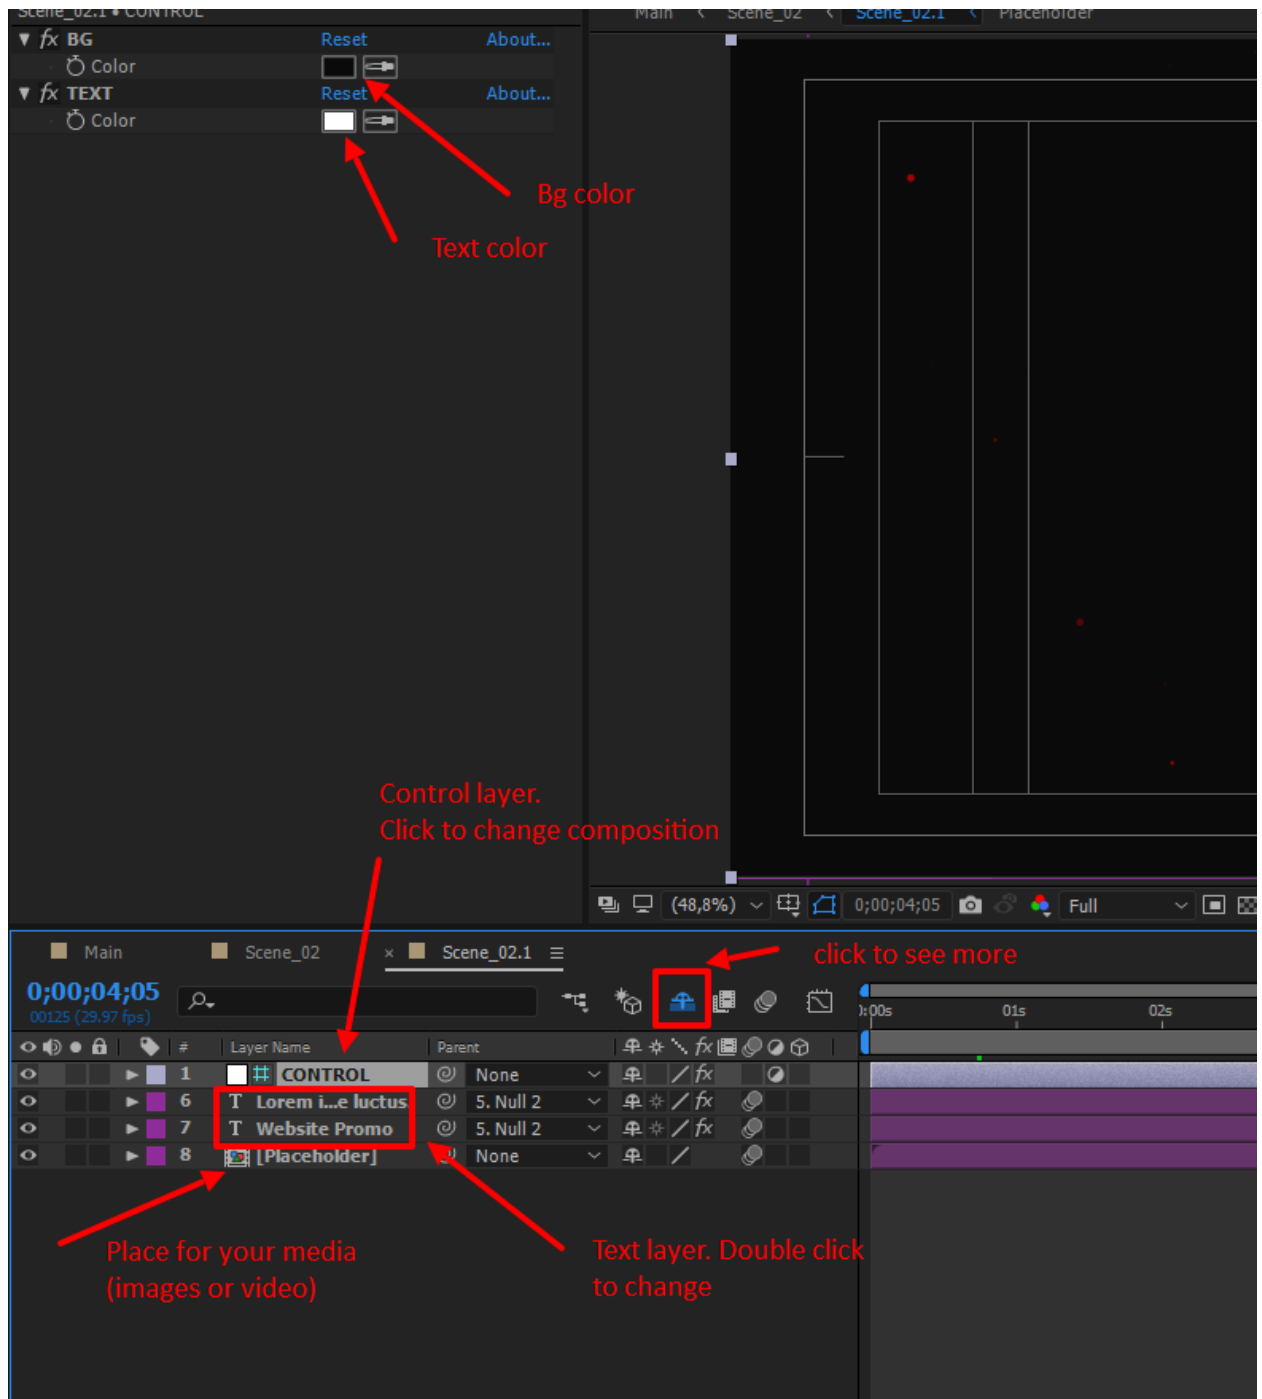 Scene_02.1 • CONTROL
Main < Scene_02 < Scene_02.1 < Placeholder
fx BG Reset About...
Color
fx TEXT Reset About...
Color
Bg color
Text color
Control layer.
Click to change composition
(48,8%) 0;00;04;05 Full
Main Scene_02 × Scene_02.1
click to see more
0;00;04;05
00125 (29.97 fps)
):00s 01s 02s
# Layer Name Parent fx
1 CONTROL None fx
6 T Lorem i...e luctus 5. Null 2 fx
7 T Website Promo 5. Null 2 fx
8 [Placeholder] None
Place for your media
(images or video)
Text layer. Double click
to change